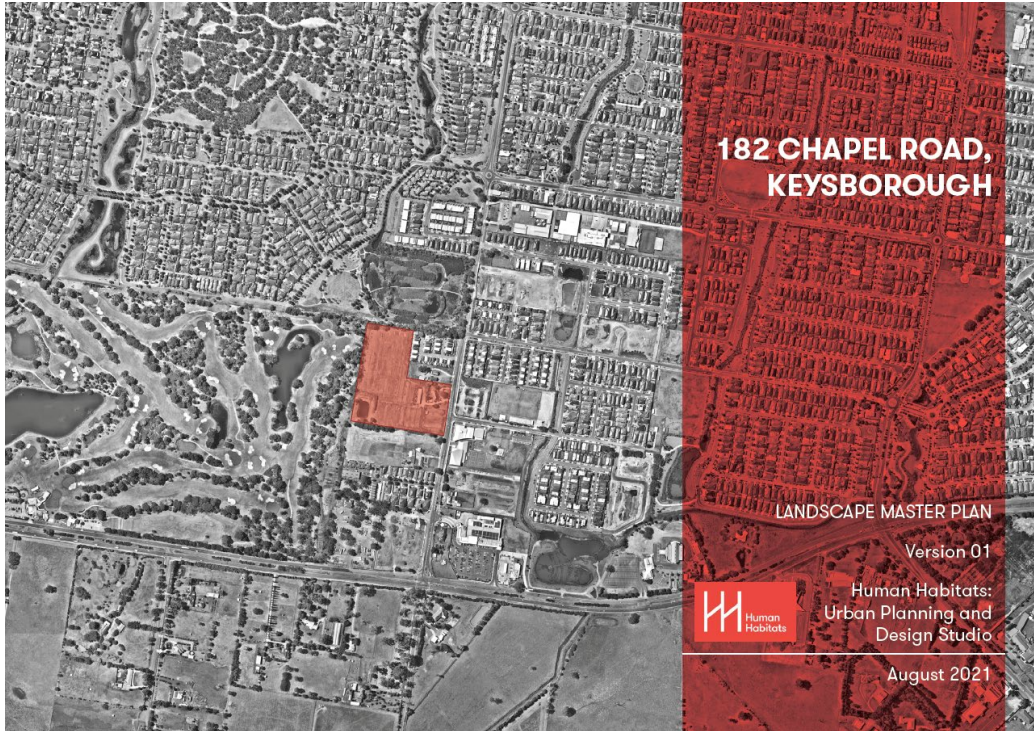 182 CHAPEL ROAD,
KEYSBOROUGH
LANDSCAPE MASTER PLAN
Version 01
Human
Habitats
Human Habitats:
Urban Planning and
Design Studio
August 2021